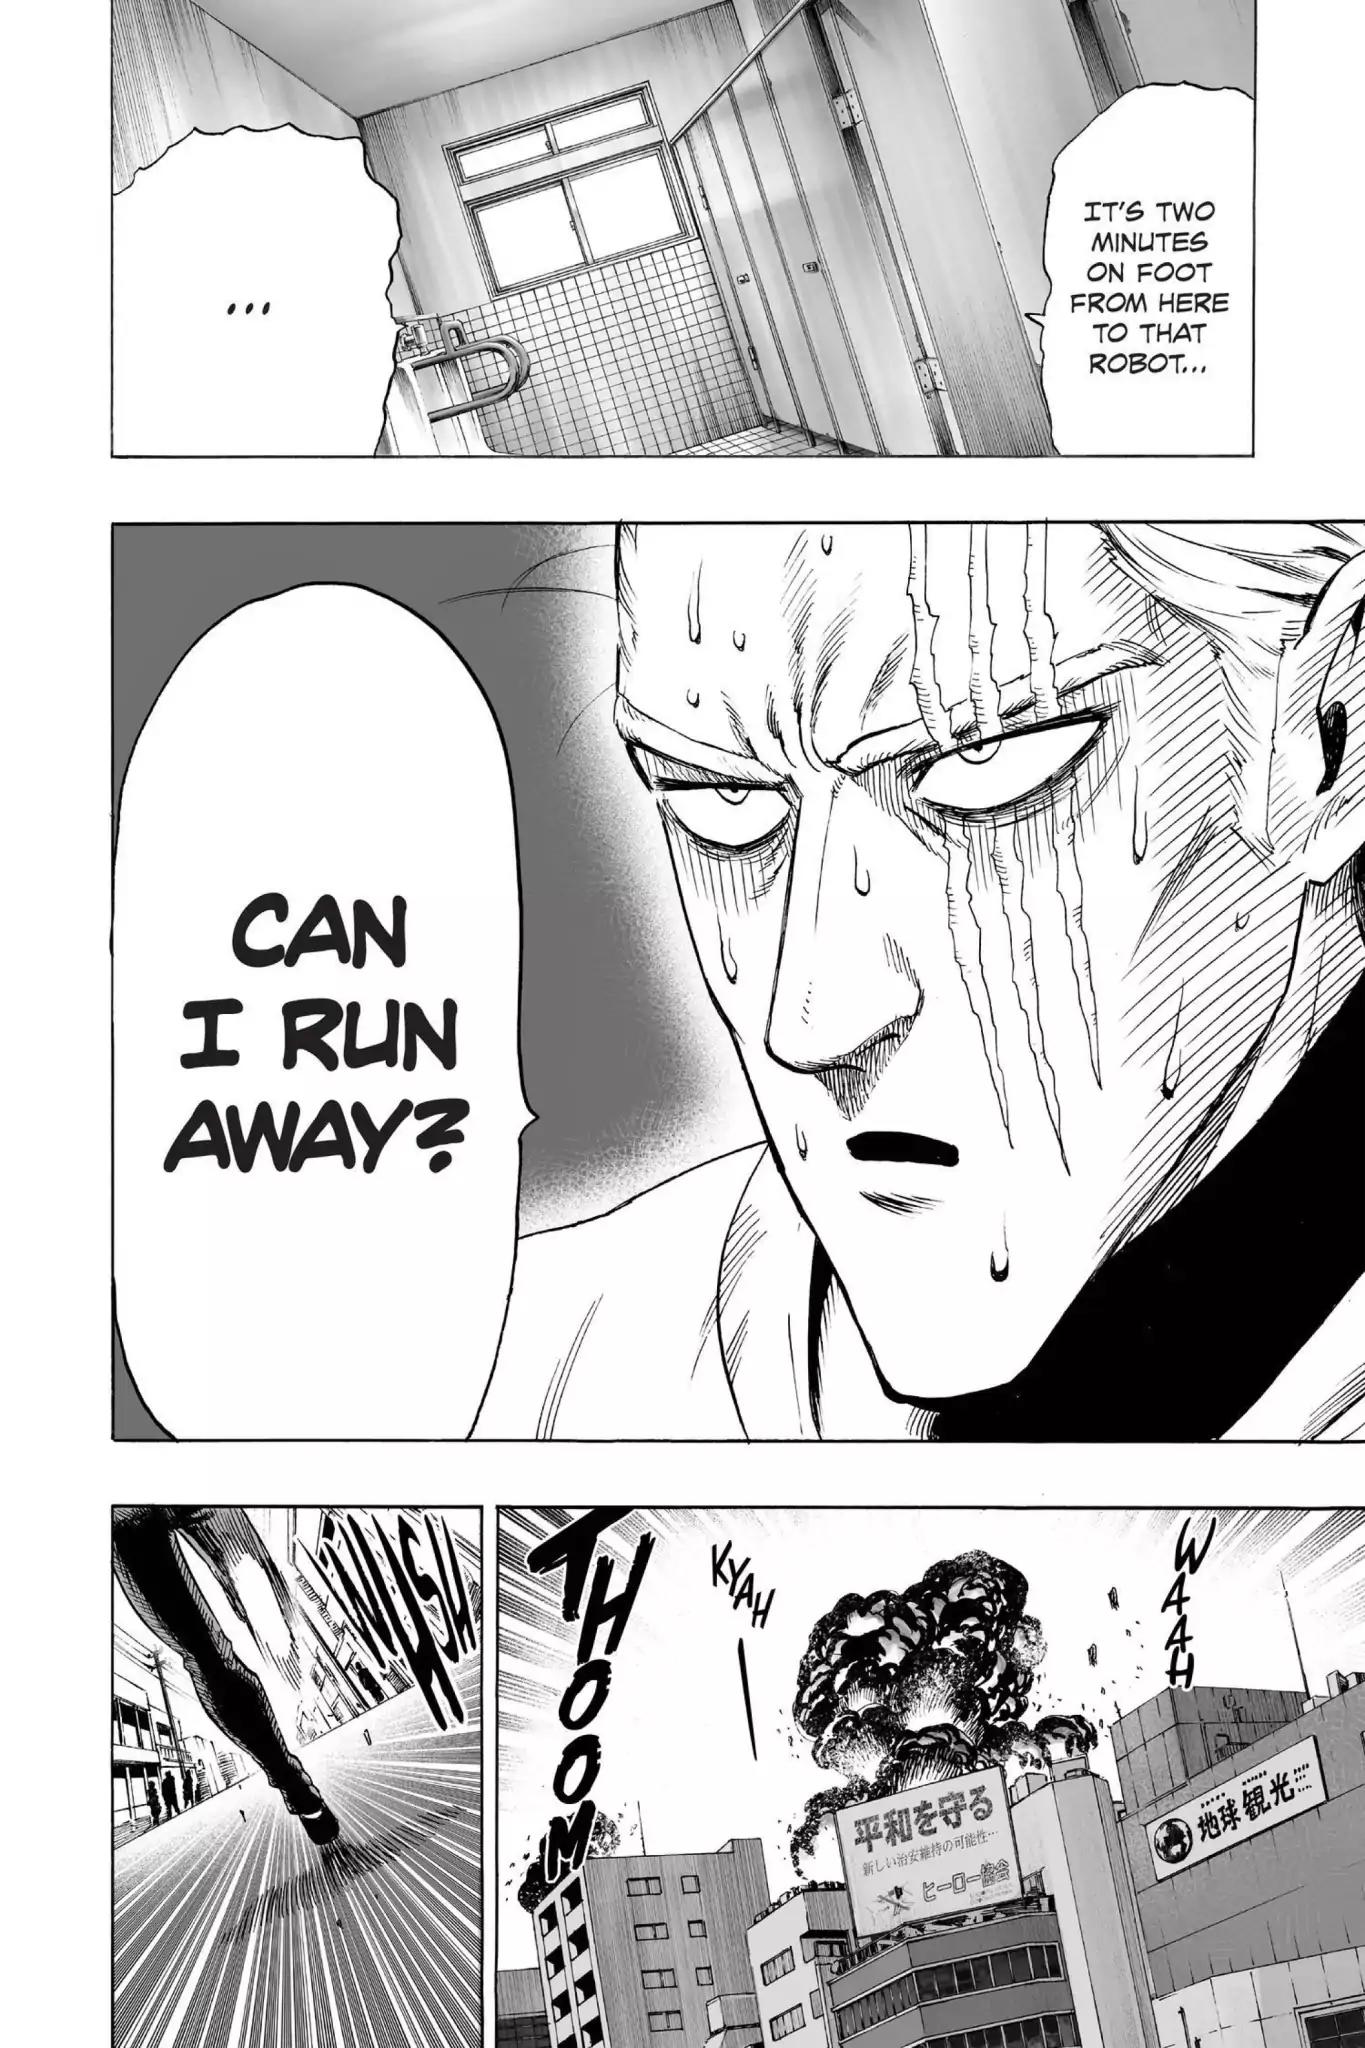 IT'S TWO
MINUTES
ON FOOT
FROM HERE
TO THAT
ROBOT...
...
CAN
I RUN
AWAY?
WAAH
KYAH
THOOM
平和を守る
新しい治安維持の可能性…
ヒーロー協会
地球観光
WUSH